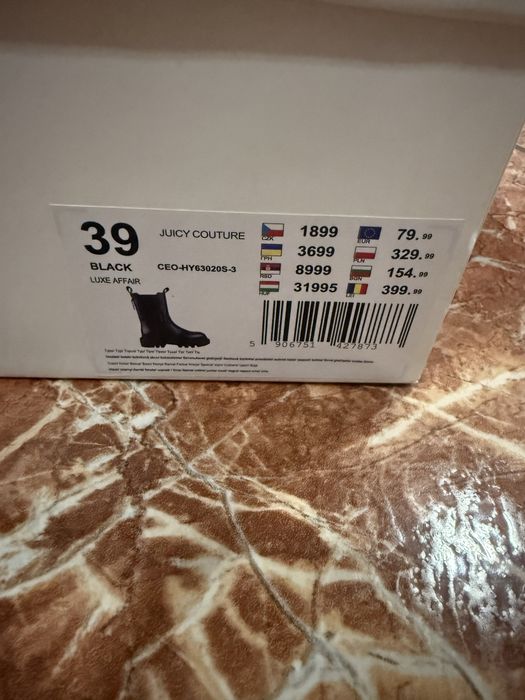 39 JUICY COUTURE
BLACK CEO-HY63020S-3
LUXE AFFAIR
CZK 1899 EUR 79.99
ГРН 3699 PLN 329.99
RSD 8999 BGN 154.99
HUF 31995 LEI 399.99
5 906751 427873